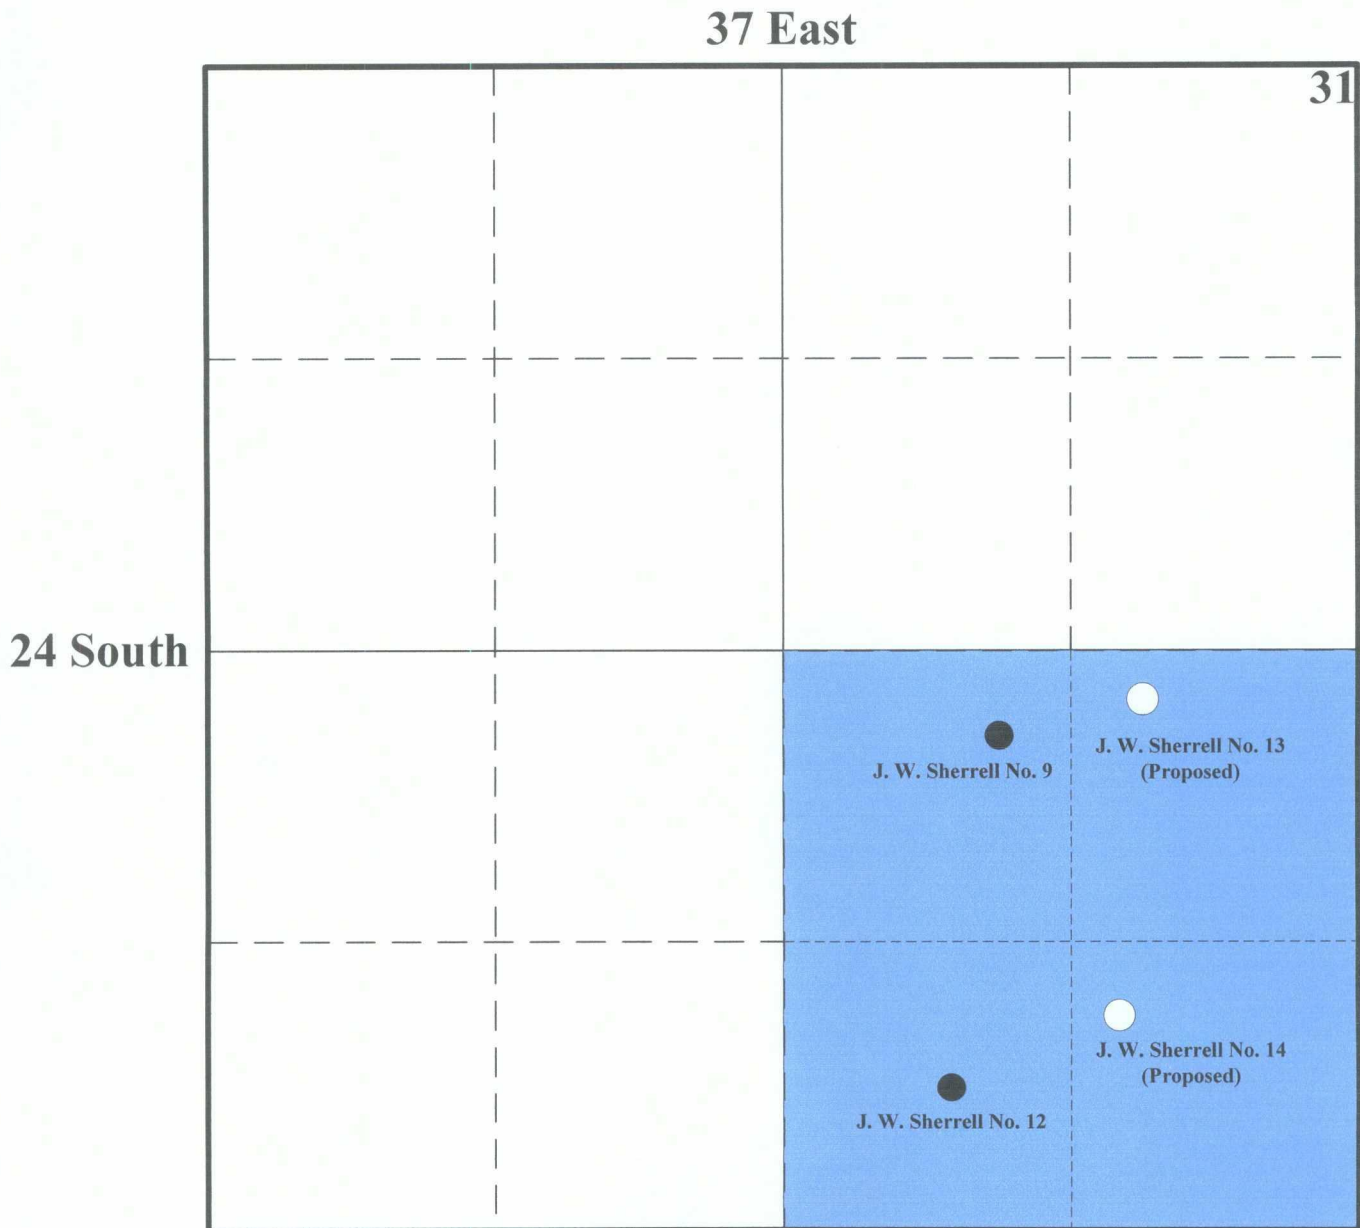 37 East
31
24 South
J. W. Sherrell No. 9
J. W. Sherrell No. 13
(Proposed)
J. W. Sherrell No. 14
(Proposed)
J. W. Sherrell No. 12